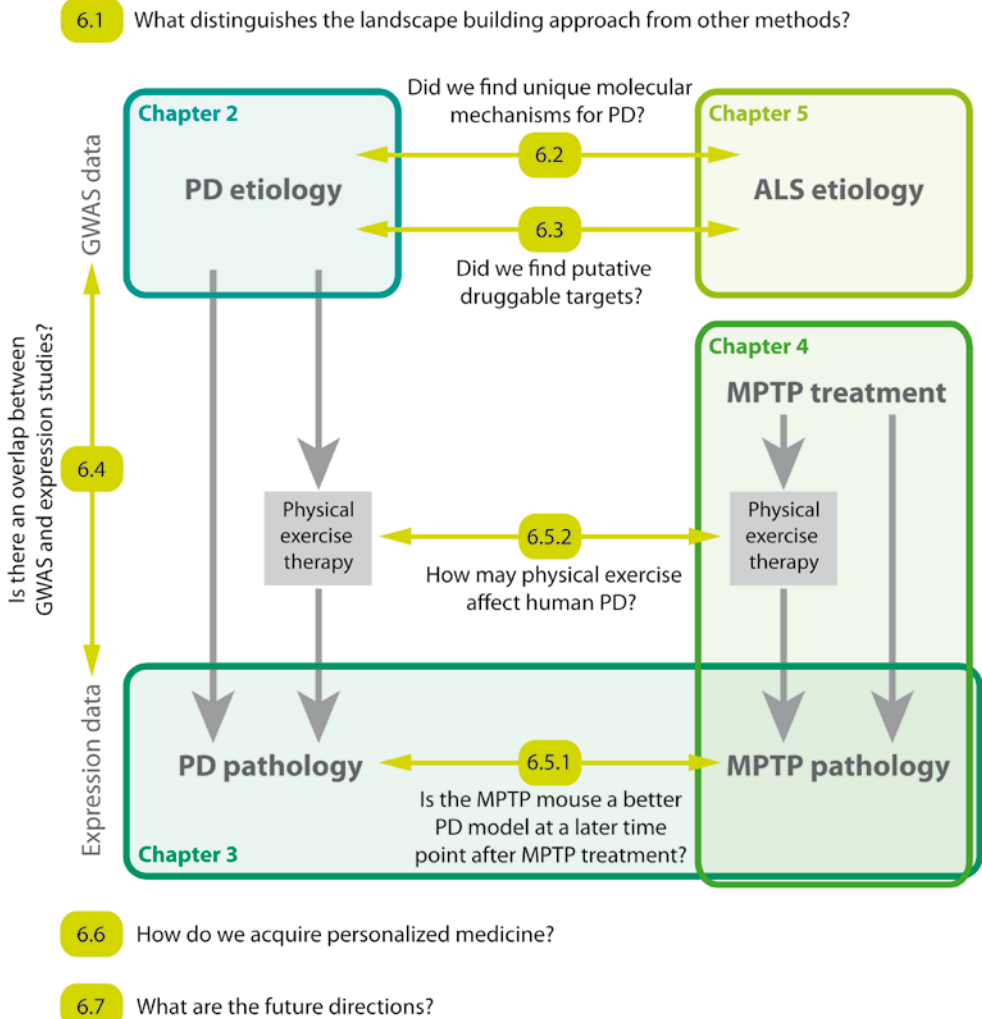 6.1 What distinguishes the landscape building approach from other methods?
Did we find unique molecular
mechanisms for PD?
Chapter 2
Chapter 5
GWAS data
6.2
PD etiology
ALS etiology
6.3
Did we find putative
druggable targets?
Chapter 4
MPTP treatment
Is there an overlap between
GWAS and expression studies?
6.4
Physical
exercise
therapy
6.5.2
Physical
exercise
therapy
How may physical exercise
affect human PD?
Expression data
PD pathology
6.5.1
MPTP pathology
Is the MPTP mouse a better
PD model at a later time
point after MPTP treatment?
Chapter 3
6.6 How do we acquire personalized medicine?
6.7 What are the future directions?